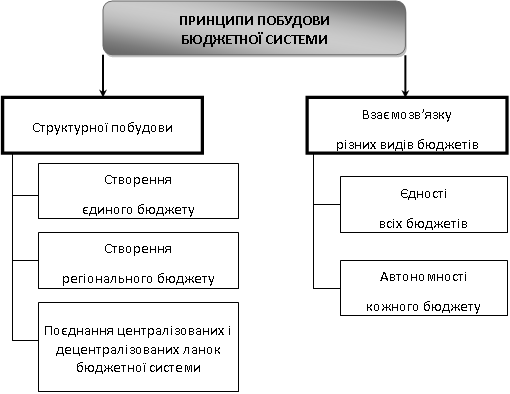 ПРИНЦИПИ ПОБУДОВИ
БЮДЖЕТНОЇ СИСТЕМИ
Структурної побудови
Створення
єдиного бюджету
Створення
регіонального бюджету
Поєднання централізованих і
децентралізованих ланок
бюджетної системи
Взаємозв’язку
різних видів бюджетів
Єдності
всіх бюджетів
Автономності
кожного бюджету